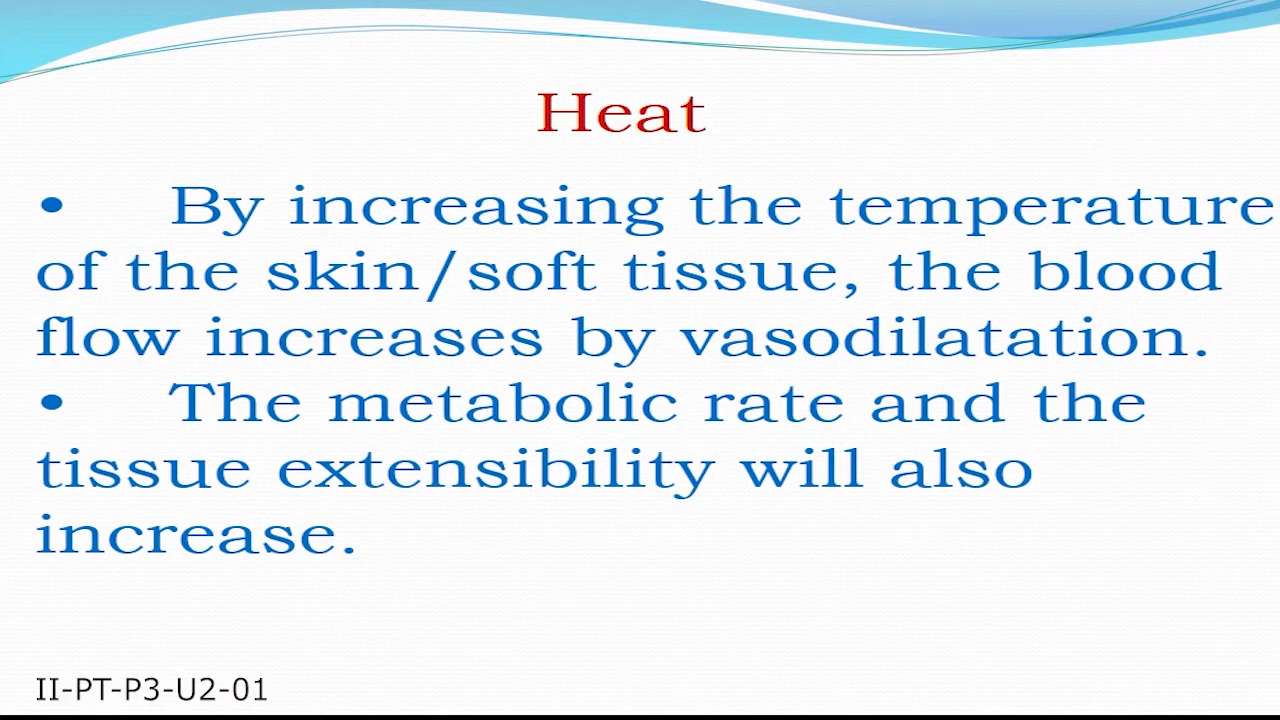 Heat
• By increasing the temperature
of the skin/soft tissue, the blood
flow increases by vasodilatation.
• The metabolic rate and the
tissue extensibility will also
increase.
II-PT-P3-U2-01